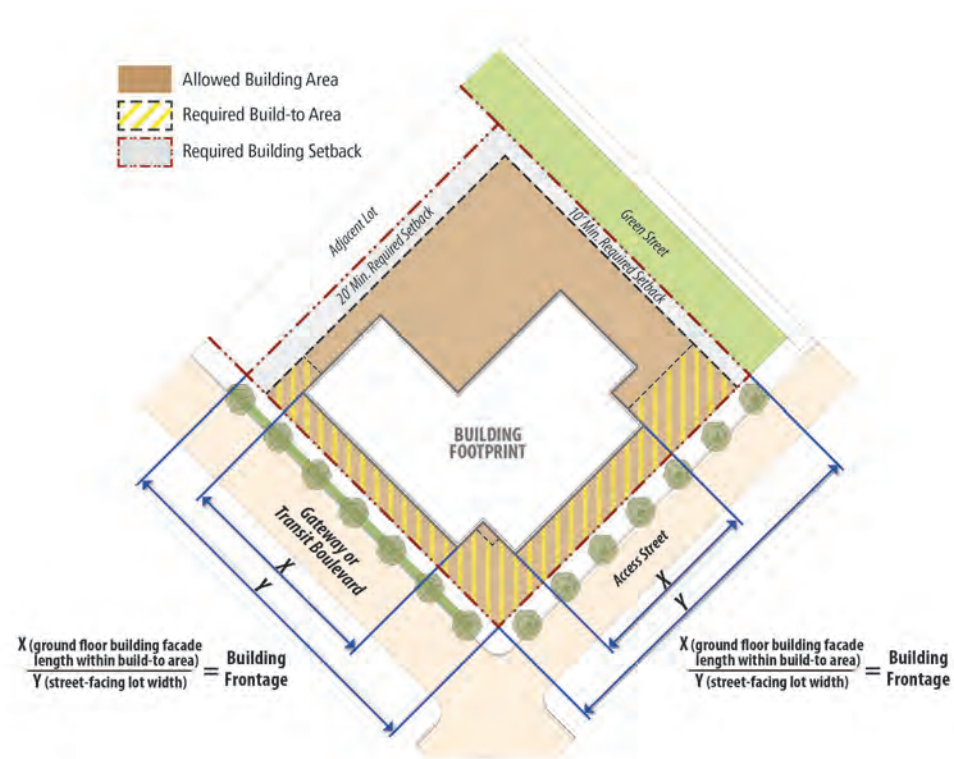 Allowed Building Area
Required Build-to Area
Required Building Setback
Adjacent Lot
20' Min. Required Setback
10' Min. Required Setback
Green Street
BUILDING
FOOTPRINT
Gateway or
Transit Boulevard
Access Street
X
Y
X
Y
X (ground floor building facade
length within build-to area)
Y (street-facing lot width)
= Building
Frontage
X (ground floor building facade
length within build-to area)
Y (street-facing lot width)
= Building
Frontage